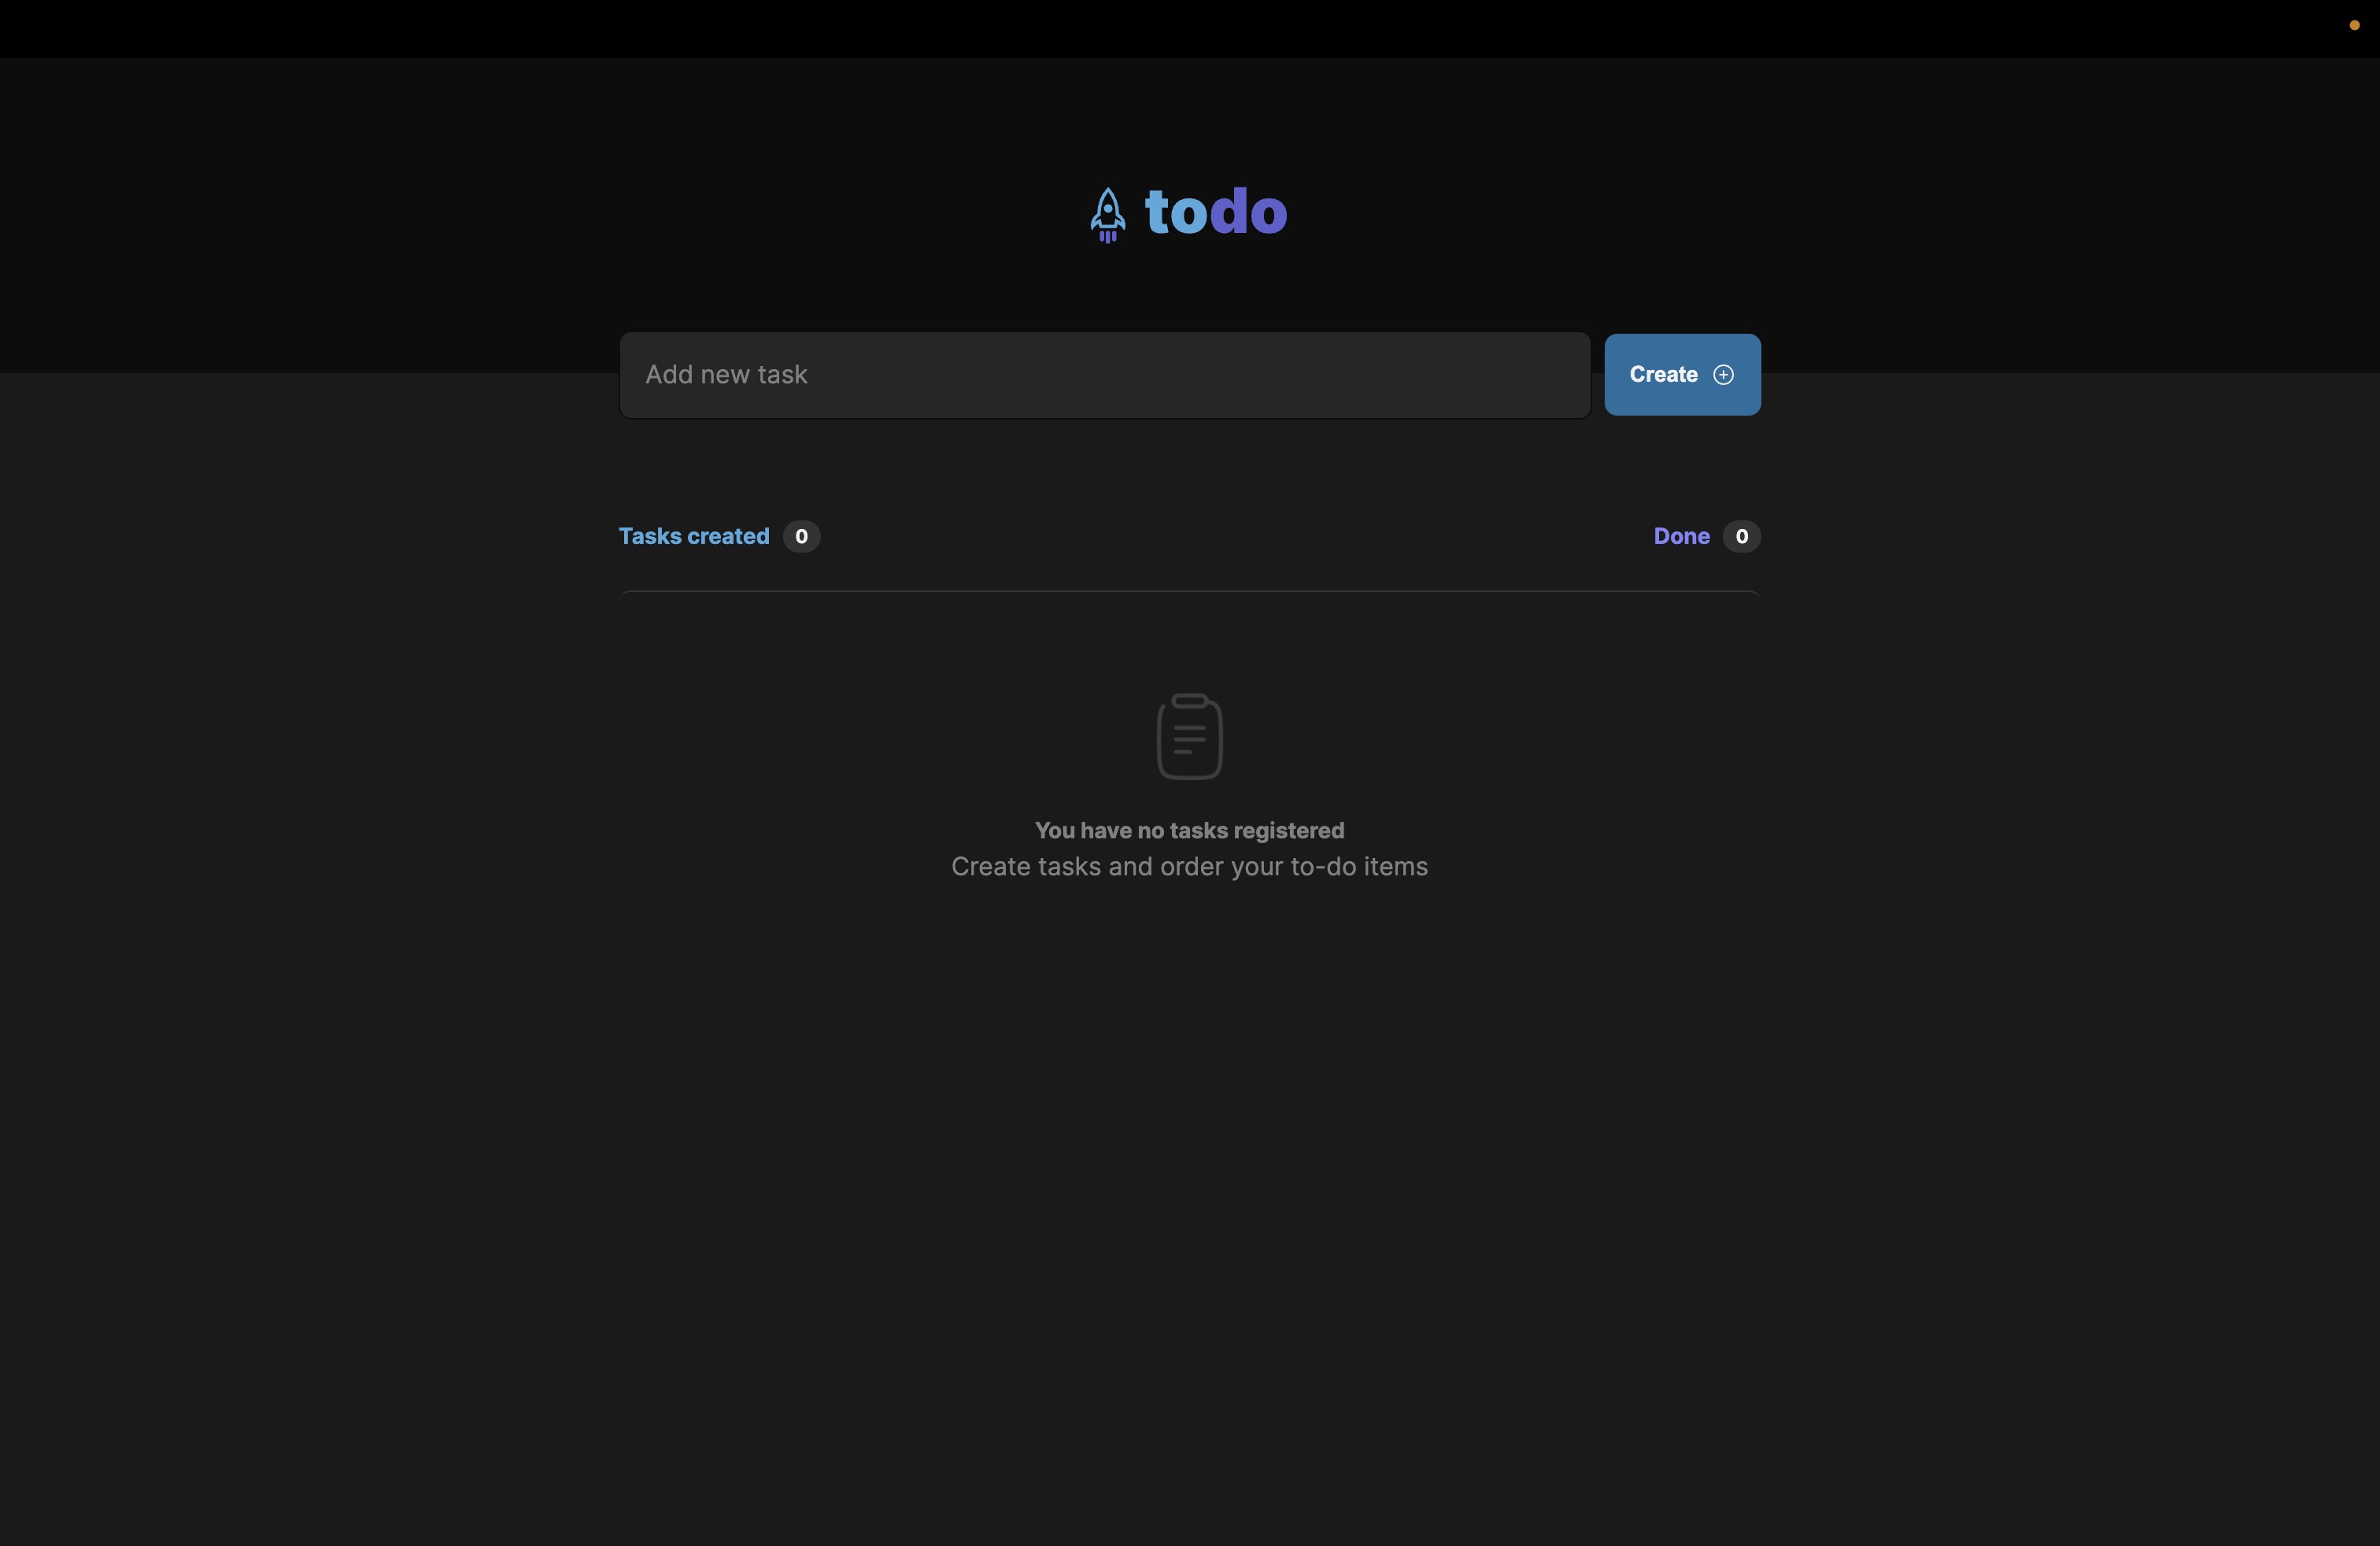 todo
Add new task
Create
Tasks created 0
Done 0
You have no tasks registered
Create tasks and order your to-do items